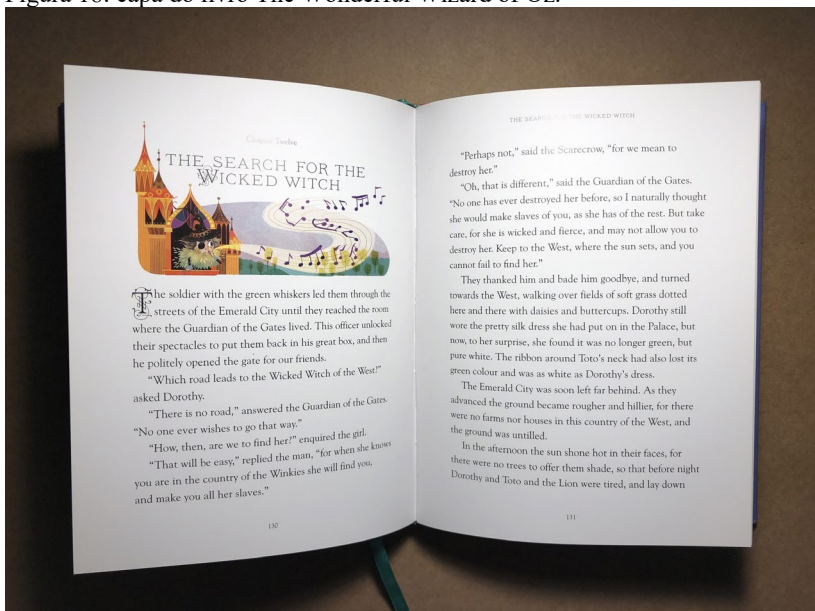 Chapter Twelve
THE SEARCH FOR THE
WICKED WITCH
The soldier with the green whiskers led them through the
streets of the Emerald City until they reached the room
where the Guardian of the Gates lived. This officer unlocked
their spectacles to put them back in his great box, and then
he politely opened the gate for our friends.
“Which road leads to the Wicked Witch of the West?”
asked Dorothy.
“There is no road,” answered the Guardian of the Gates.
“No one ever wishes to go that way.”
“How, then, are we to find her?” enquired the girl.
“That will be easy,” replied the man, “for when she knows
you are in the country of the Winkies she will find you,
and make you all her slaves.”
130
THE SEARCH FOR THE WICKED WITCH
“Perhaps not,” said the Scarecrow, “for we mean to
destroy her.”
“Oh, that is different,” said the Guardian of the Gates.
“No one has ever destroyed her before, so I naturally thought
she would make slaves of you, as she has of the rest. But take
care, for she is wicked and fierce, and may not allow you to
destroy her. Keep to the West, where the sun sets, and you
cannot fail to find her.”
They thanked him and bade him goodbye, and turned
towards the West, walking over fields of soft grass dotted
here and there with daisies and buttercups. Dorothy still
wore the pretty silk dress she had put on in the Palace, but
now, to her surprise, she found it was no longer green, but
pure white. The ribbon around Toto’s neck had also lost its
green colour and was as white as Dorothy’s dress.
The Emerald City was soon left far behind. As they
advanced the ground became rougher and hillier, for there
were no farms nor houses in this country of the West, and
the ground was untilled.
In the afternoon the sun shone hot in their faces, for
there were no trees to offer them shade, so that before night
Dorothy and Toto and the Lion were tired, and lay down
131